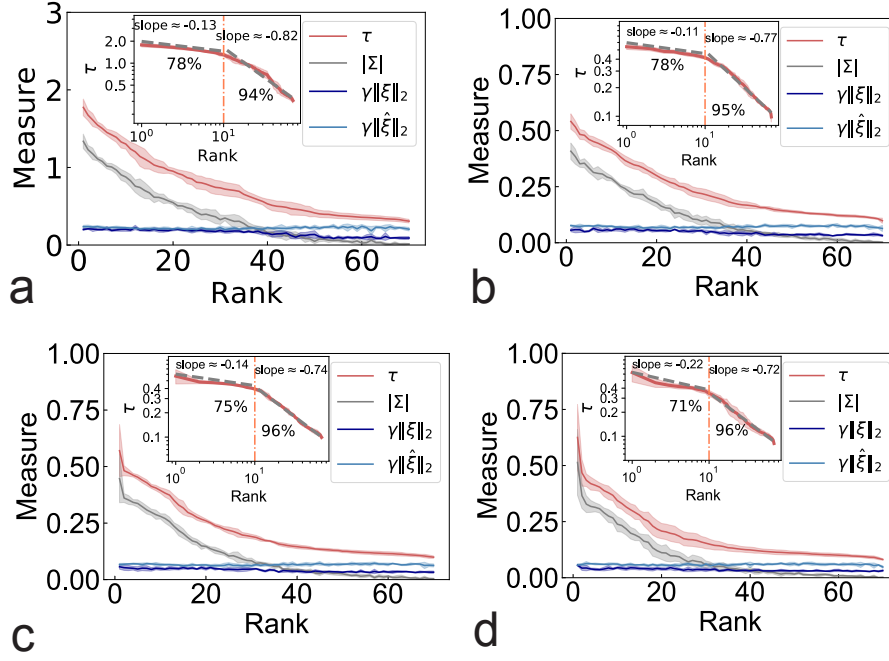 3
2
1
0
Measure
0
20
40
60
Rank
a
slope ≈ -0.13
slope ≈ -0.82
2.0
1.0
0.5
τ
78%
94%
10⁰
10¹
Rank
τ
|Σ|
γ‖ξ‖₂
γ‖ξ̂‖₂
1.00
0.75
0.50
0.25
0.00
Measure
0
20
40
60
Rank
b
slope ≈ -0.11
slope ≈ -0.77
0.4
0.3
0.2
0.1
τ
78%
95%
10⁰
10¹
Rank
τ
|Σ|
γ‖ξ‖₂
γ‖ξ̂‖₂
1.00
0.75
0.50
0.25
0.00
Measure
0
20
40
60
Rank
c
slope ≈ -0.14
slope ≈ -0.74
0.4
0.3
0.2
0.1
τ
75%
96%
10⁰
10¹
Rank
τ
|Σ|
γ‖ξ‖₂
γ‖ξ̂‖₂
1.00
0.75
0.50
0.25
0.00
Measure
0
20
40
60
Rank
d
slope ≈ -0.22
slope ≈ -0.72
0.4
0.3
0.2
0.1
τ
71%
96%
10⁰
10¹
Rank
τ
|Σ|
γ‖ξ‖₂
γ‖ξ̂‖₂